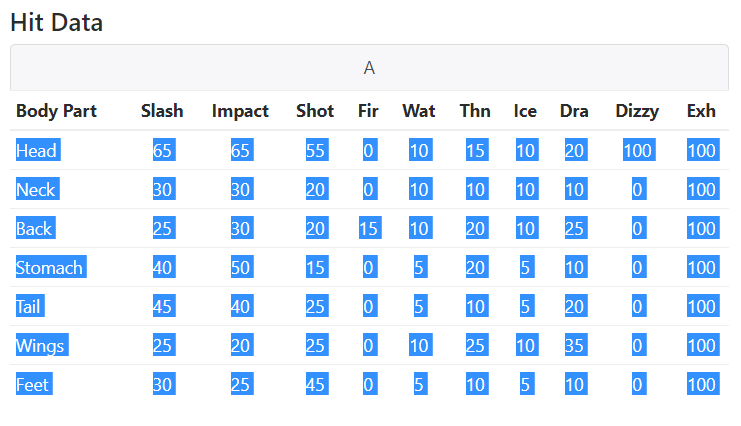 Hit Data
A
Body Part Slash Impact Shot Fir Wat Thn Ice Dra Dizzy Exh
Head 65 65 55 0 10 15 10 20 100 100
Neck 30 30 20 0 10 10 10 10 0 100
Back 25 30 20 15 10 20 10 25 0 100
Stomach 40 50 15 0 5 20 5 10 0 100
Tail 45 40 25 0 5 10 5 20 0 100
Wings 25 20 25 0 10 25 10 35 0 100
Feet 30 25 45 0 5 10 5 10 0 100